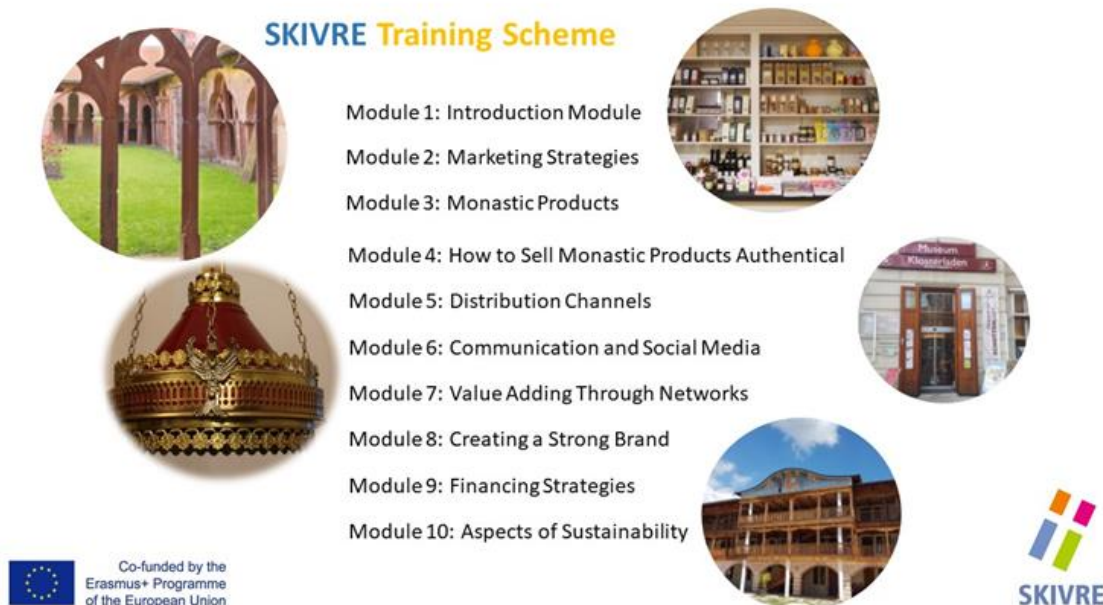 SKIVRE Training Scheme
Module 1: Introduction Module
Module 2: Marketing Strategies
Module 3: Monastic Products
Module 4: How to Sell Monastic Products Authentical
Museum
Klosterladen
Module 5: Distribution Channels
Module 6: Communication and Social Media
Module 7: Value Adding Through Networks
Module 8: Creating a Strong Brand
Module 9: Financing Strategies
Module 10: Aspects of Sustainability
Co-funded by the
Erasmus+ Programme
of the European Union
SKIVRE